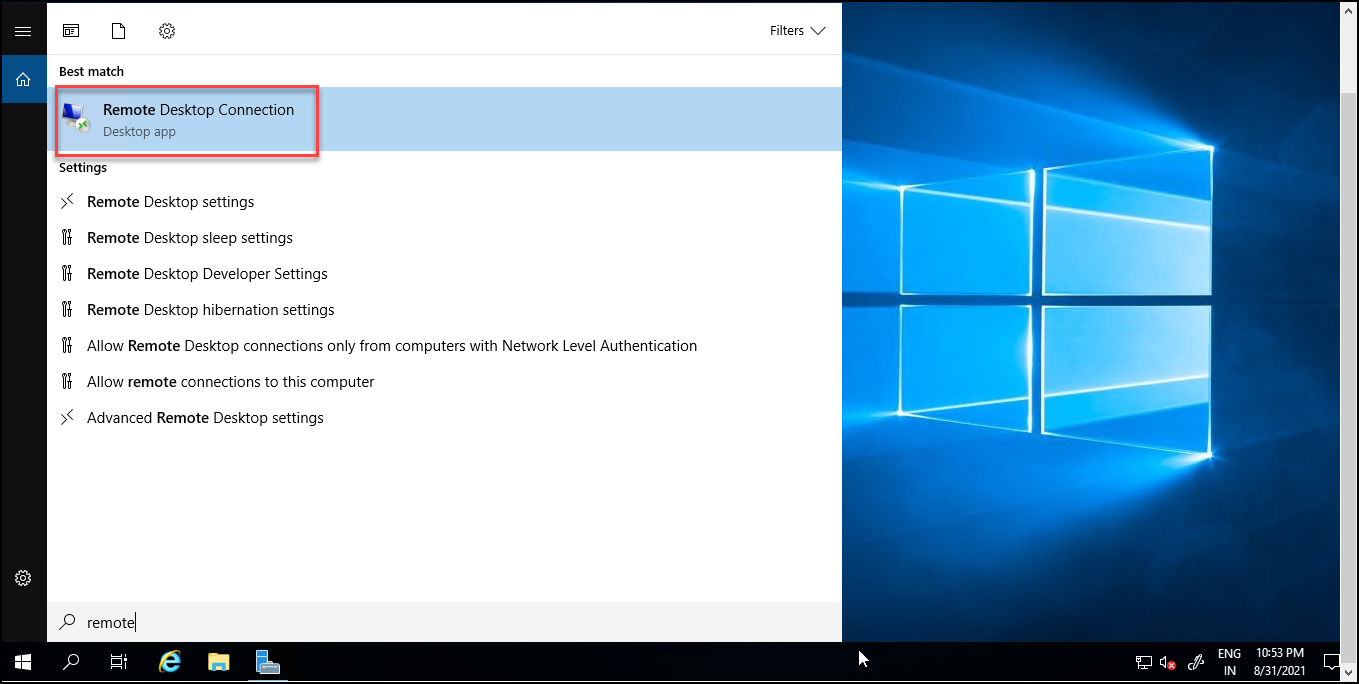 Filters
Best match
Remote Desktop Connection
Desktop app
Settings
Remote Desktop settings
Remote Desktop sleep settings
Remote Desktop Developer Settings
Remote Desktop hibernation settings
Allow Remote Desktop connections only from computers with Network Level Authentication
Allow remote connections to this computer
Advanced Remote Desktop settings
remote
ENG
IN
10:53 PM
8/31/2021